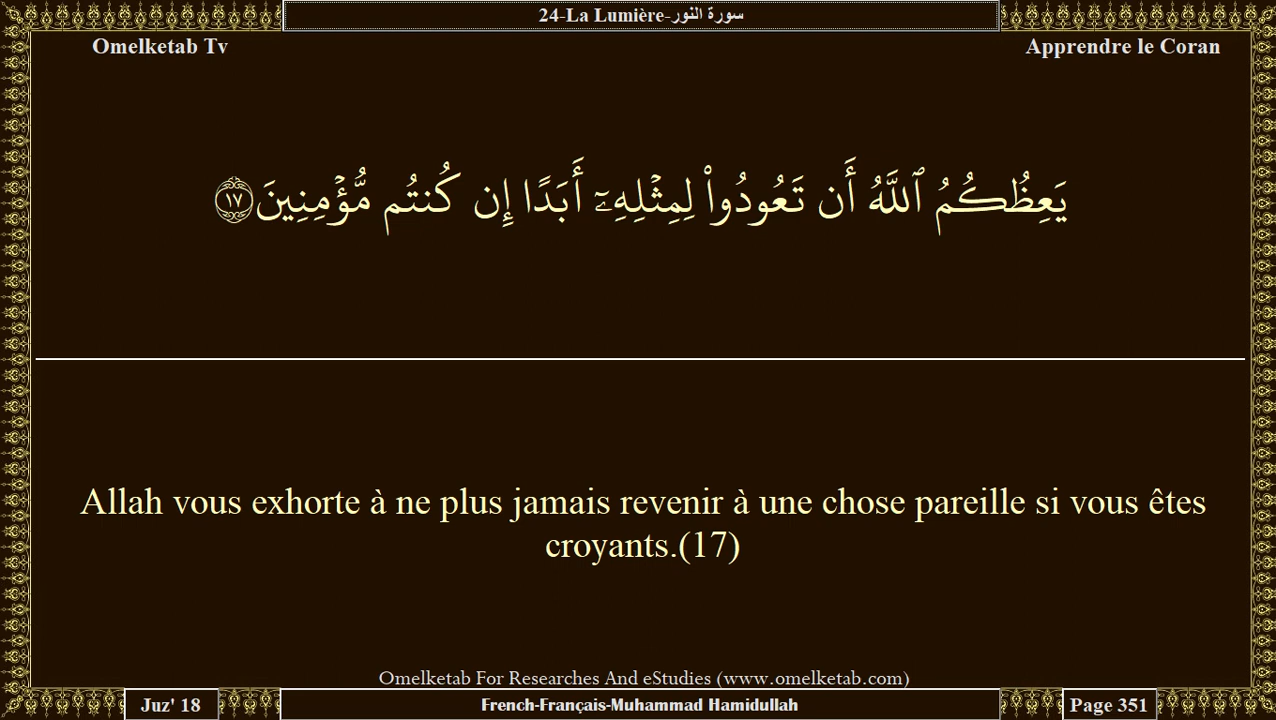 24-La Lumière-سورة النور
Omelketab Tv
Apprendre le Coran
يَعِظُكُمُ ٱللَّهُ أَن تَعُودُوا۟ لِمِثْلِهِۦٓ أَبَدًا إِن كُنتُم مُّؤْمِنِينَ ١٧
Allah vous exhorte à ne plus jamais revenir à une chose pareille si vous êtes
croyants.(17)
Omelketab For Researches And eStudies (www.omelketab.com)
Juz' 18
French-Français-Muhammad Hamidullah
Page 351